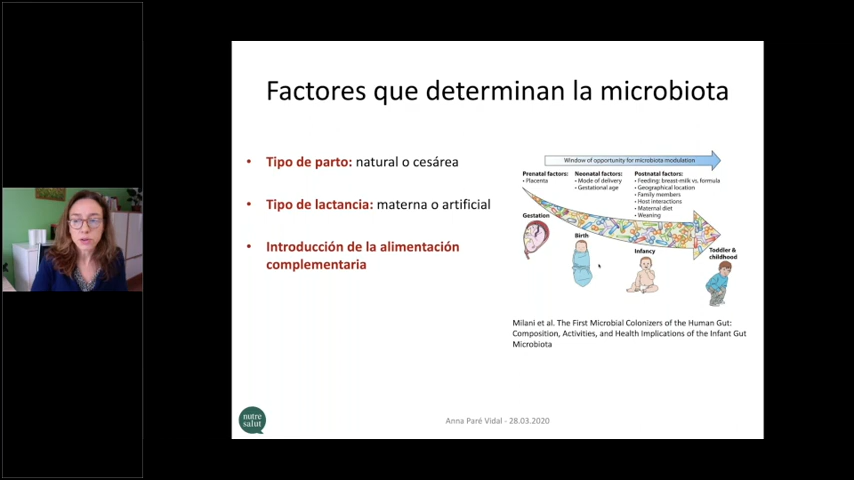 Factores que determinan la microbiota
• Tipo de parto: natural o cesárea
• Tipo de lactancia: materna o artificial
• Introducción de la alimentación
complementaria
Window of opportunity for microbiota modulation
Prenatal factors:
• Placenta
Neonatal factors:
• Mode of delivery
• Gestational age
Postnatal factors:
• Feeding: breast-milk vs. formula
• Geographical location
• Family members
• Host interactions
• Maternal diet
• Weaning
Gestation
Birth
Infancy
Toddler &
childhood
Milani et al. The First Microbial Colonizers of the Human Gut:
Composition, Activities, and Health Implications of the Infant Gut
Microbiota
nutre
salut
Anna Paré Vidal - 28.03.2020